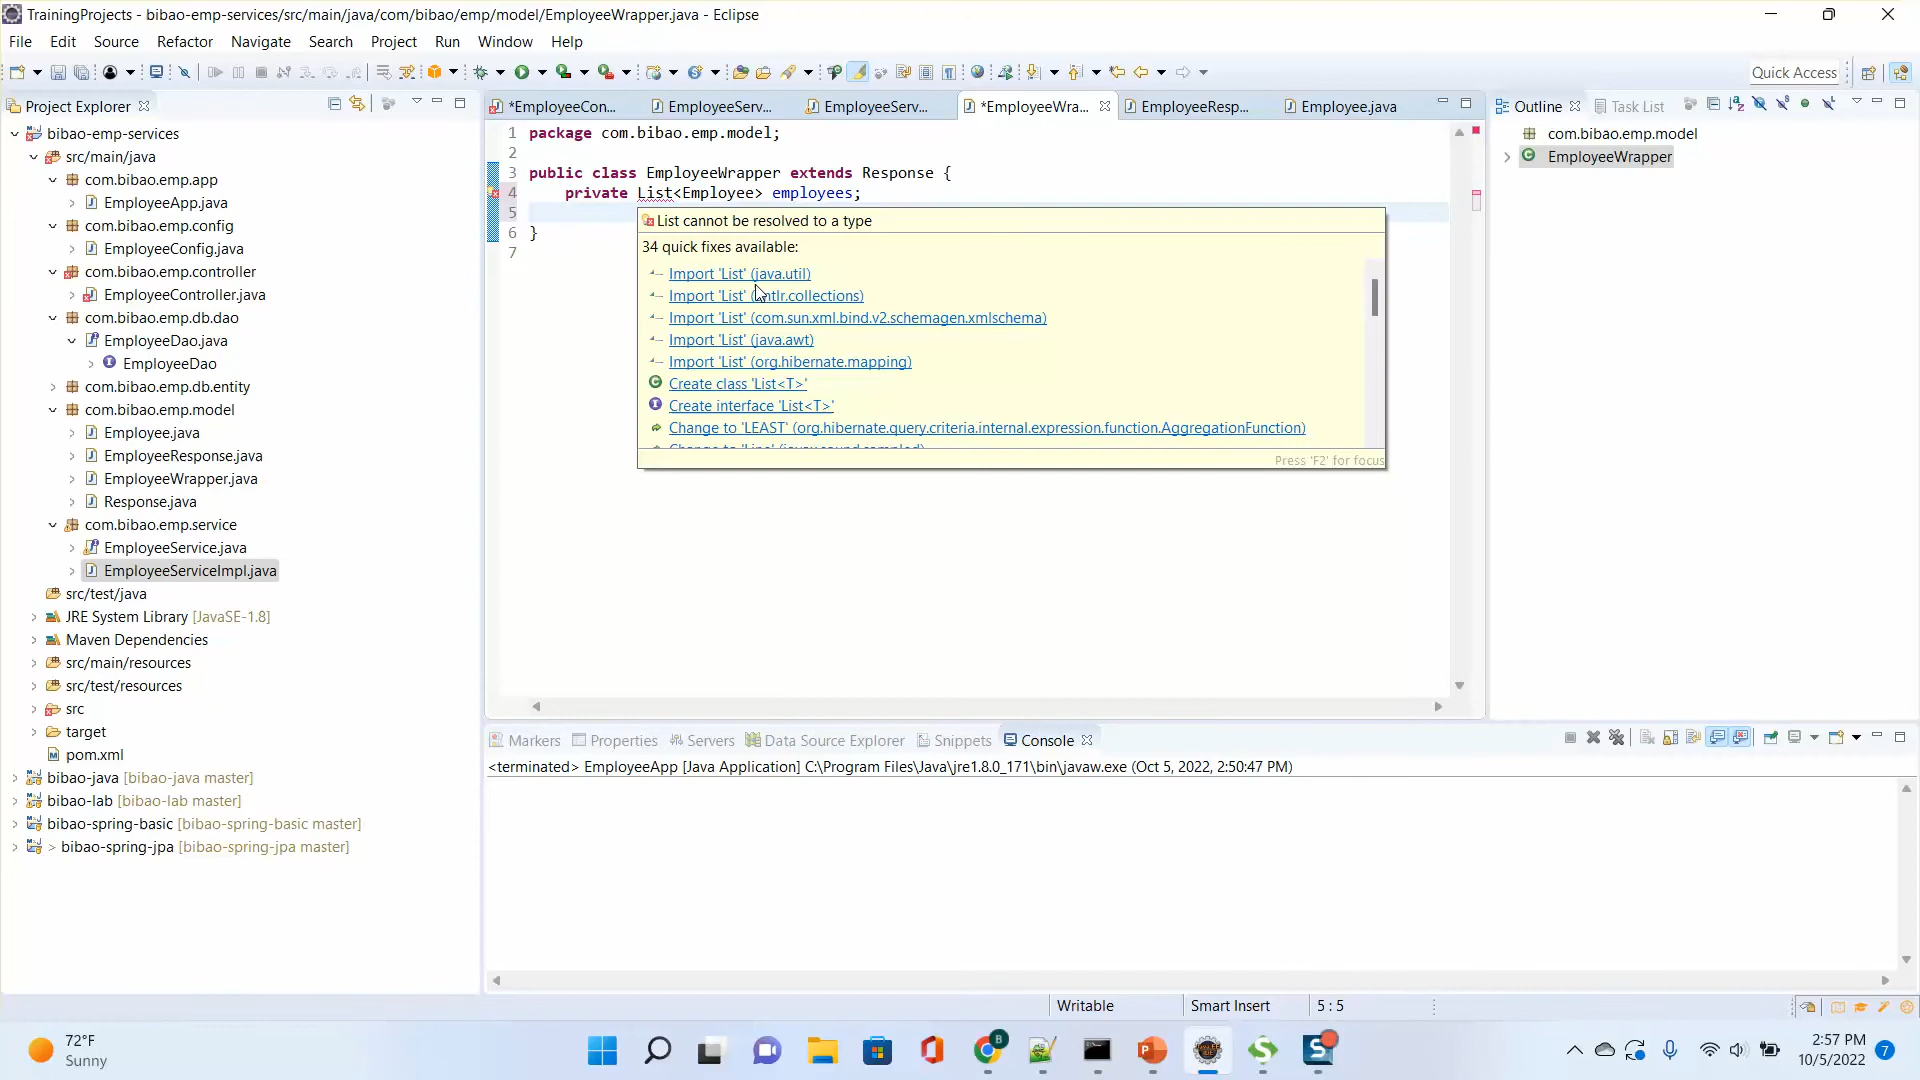 TrainingProjects - bibao-emp-services/src/main/java/com/bibao/emp/model/EmployeeWrapper.java - Eclipse
File Edit Source Refactor Navigate Search Project Run Window Help
Quick Access
Project Explorer
*EmployeeCon... EmployeeServ... EmployeeServ... *EmployeeWra... EmployeeResp... Employee.java
Outline Task List
bibao-emp-services
src/main/java
com.bibao.emp.app
EmployeeApp.java
com.bibao.emp.config
EmployeeConfig.java
com.bibao.emp.controller
EmployeeController.java
com.bibao.emp.db.dao
EmployeeDao.java
EmployeeDao
com.bibao.emp.db.entity
com.bibao.emp.model
Employee.java
EmployeeResponse.java
EmployeeWrapper.java
Response.java
com.bibao.emp.service
EmployeeService.java
EmployeeServiceImpl.java
src/test/java
JRE System Library [JavaSE-1.8]
Maven Dependencies
src/main/resources
src/test/resources
src
target
pom.xml
bibao-java [bibao-java master]
bibao-lab [bibao-lab master]
bibao-spring-basic [bibao-spring-basic master]
> bibao-spring-jpa [bibao-spring-jpa master]
1 package com.bibao.emp.model;
2
3 public class EmployeeWrapper extends Response {
4 private List<Employee> employees;
5
6 }
7
List cannot be resolved to a type
34 quick fixes available:
Import 'List' (java.util)
Import 'List' (antlr.collections)
Import 'List' (com.sun.xml.bind.v2.schemagen.xmlschema)
Import 'List' (java.awt)
Import 'List' (org.hibernate.mapping)
Create class 'List<T>'
Create interface 'List<T>'
Change to 'LEAST' (org.hibernate.query.criteria.internal.expression.function.AggregationFunction)
Change to 'Line' (javax.sound.sampled)
Press 'F2' for focus
com.bibao.emp.model
EmployeeWrapper
Markers Properties Servers Data Source Explorer Snippets Console
<terminated> EmployeeApp [Java Application] C:\Program Files\Java\jre1.8.0_171\bin\javaw.exe (Oct 5, 2022, 2:50:47 PM)
Writable Smart Insert 5 : 5
72°F
Sunny
2:57 PM
10/5/2022
7